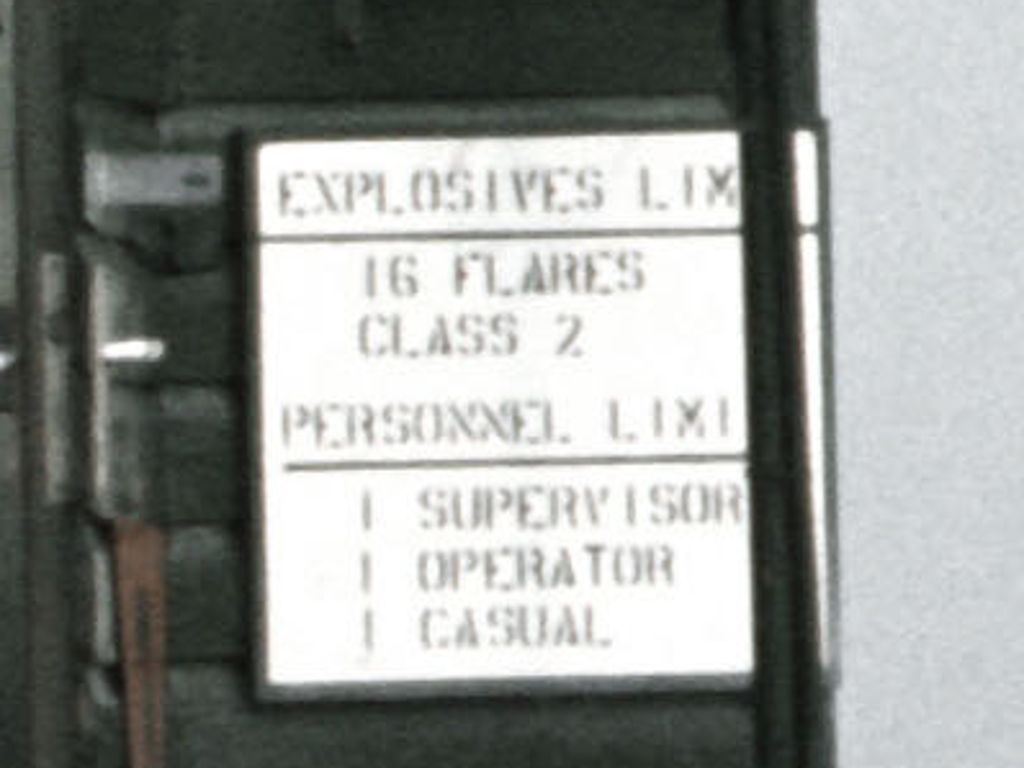 EXPLOSIVES LIM
16 FLARES
CLASS 2
PERSONNEL LIMI
1 SUPERVISOR
1 OPERATOR
1 CASUAL